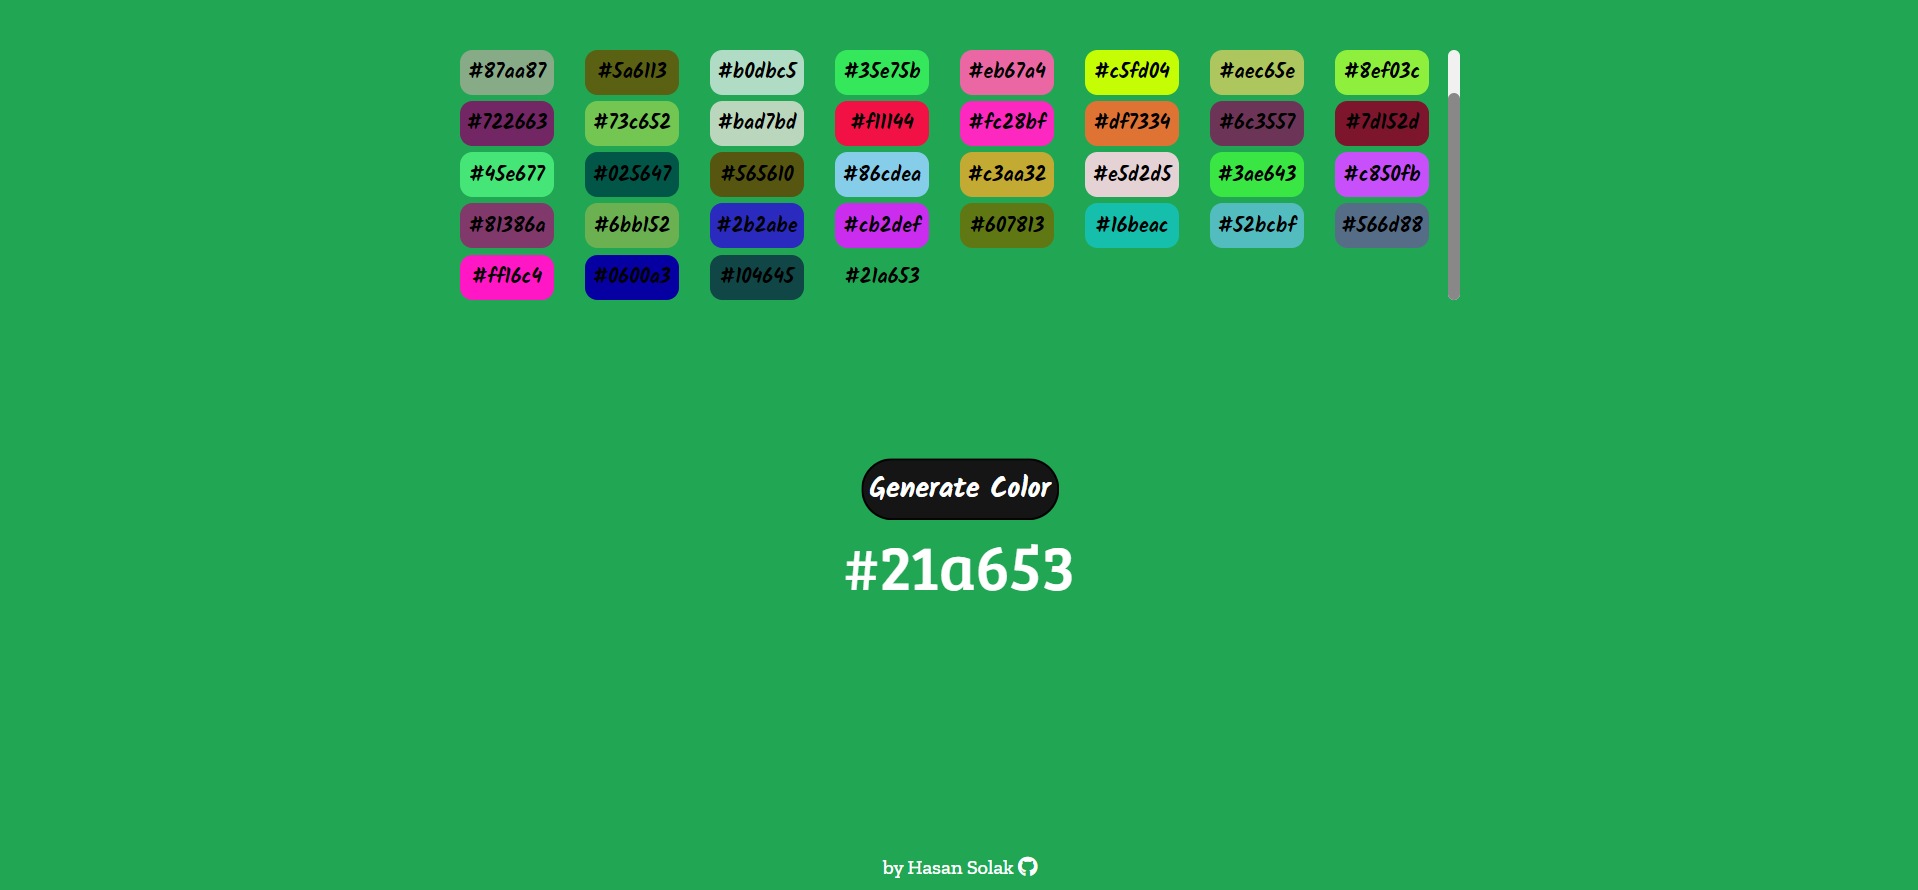 #87aa87 #5a6113 #b0dbc5 #35e75b #eb67a4 #c5fd04 #aec65e #8ef03c
#722663 #73c652 #bad7bd #f11144 #fc28bf #df7334 #6c3557 #7d152d
#45e677 #025647 #565610 #86cdea #c3aa32 #e5d2d5 #3ae643 #c850fb
#81386a #6bb152 #2b2abe #cb2def #607813 #16beac #52bcbf #566d88
#ff16c4 #0600a3 #104645 #21a653
Generate Color
#21a653
by Hasan Solak